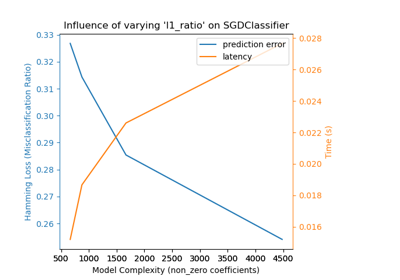 Influence of varying 'l1_ratio' on SGDClassifier
prediction error
latency
Hamming Loss (Misclassification Ratio)
0.33
0.32
0.31
0.30
0.29
0.28
0.27
0.26
0.028
0.026
0.024
0.022
0.020
0.018
0.016
Time (s)
500 1000 1500 2000 2500 3000 3500 4000 4500
Model Complexity (non_zero coefficients)